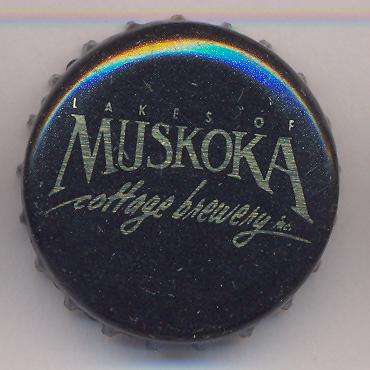 LAKES OF
MUSKOKA
cottage brewery inc.